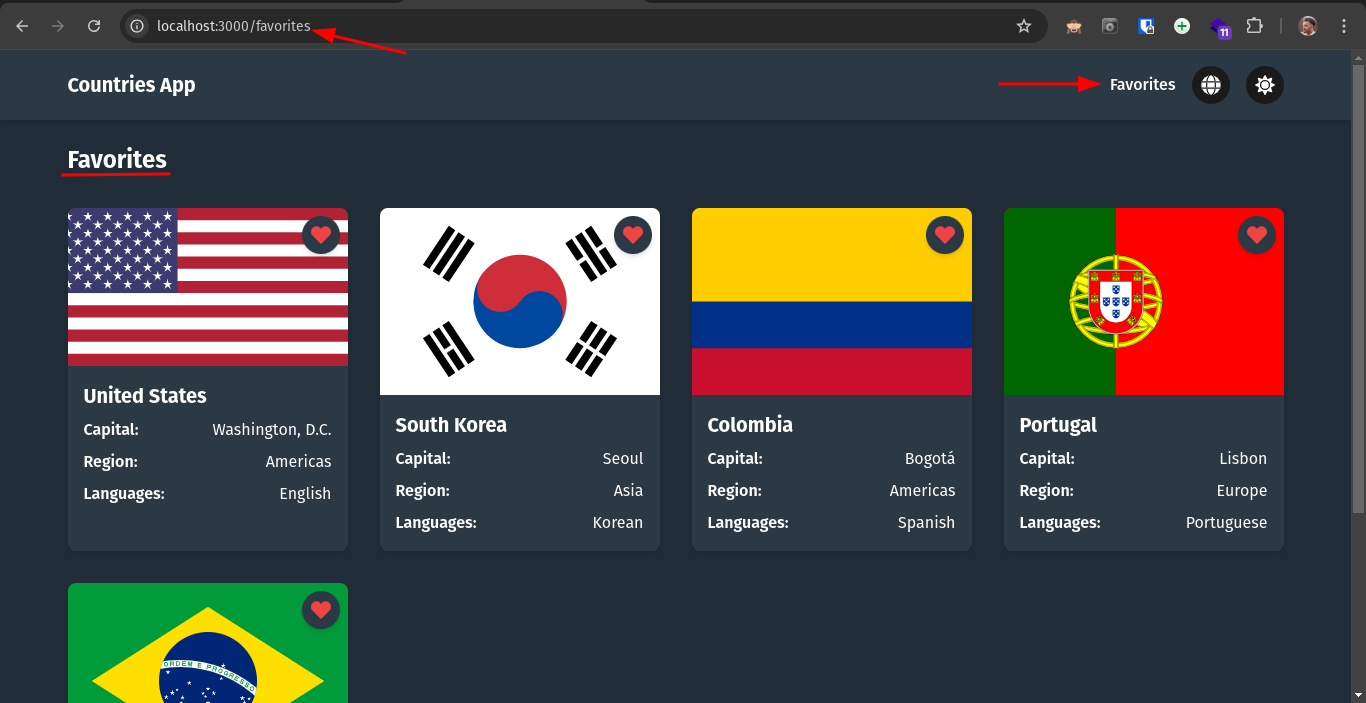 localhost:3000/favorites
11
Countries App
Favorites
Favorites
United States
Capital: Washington, D.C.
Region: Americas
Languages: English
South Korea
Capital: Seoul
Region: Asia
Languages: Korean
Colombia
Capital: Bogotá
Region: Americas
Languages: Spanish
Portugal
Capital: Lisbon
Region: Europe
Languages: Portuguese
ORDEM E PROGRESSO